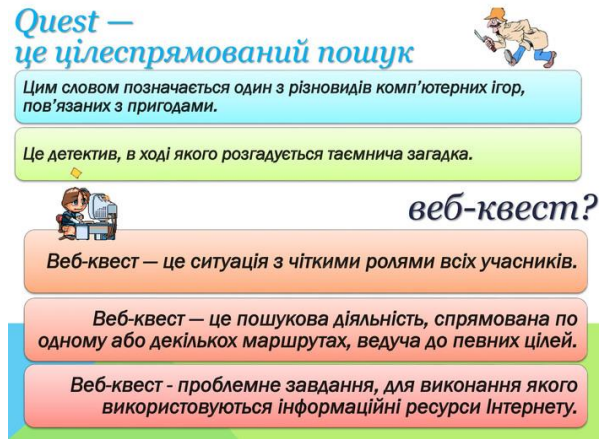 Quest —
це цілеспрямований пошук
Цим словом позначається один з різновидів комп’ютерних ігор,
пов’язаних з пригодами.
Це детектив, в ході якого розгадується таємнича загадка.
веб-квест?
Веб-квест — це ситуація з чіткими ролями всіх учасників.
Веб-квест — це пошукова діяльність, спрямована по
одному або декількох маршрутах, ведуча до певних цілей.
Веб-квест - проблемне завдання, для виконання якого
використовуються інформаційні ресурси Інтернету.